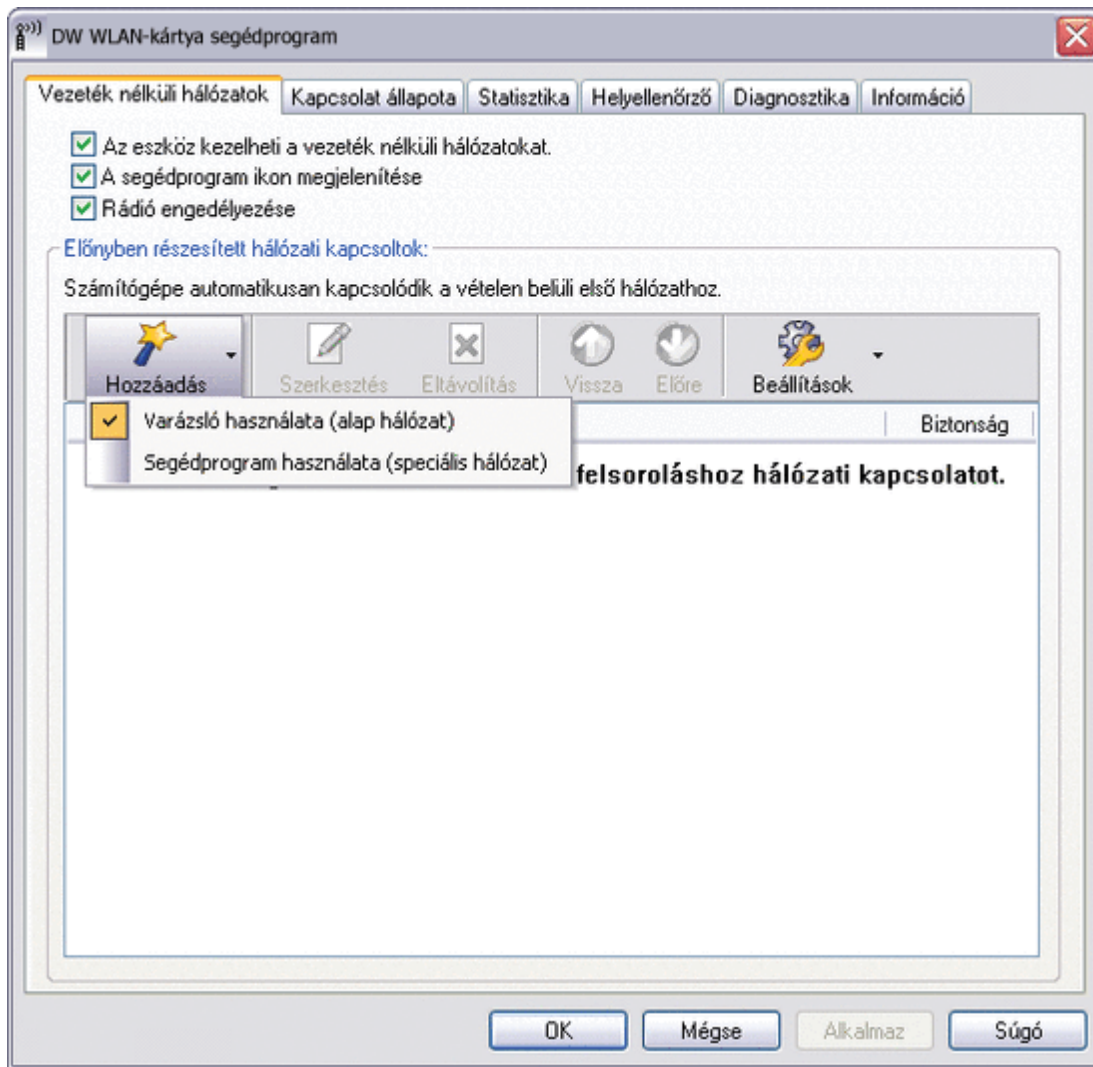 DW WLAN-kártya segédprogram
Vezeték nélküli hálózatok Kapcsolat állapota Statisztika Helyellenőrző Diagnosztika Információ
Az eszköz kezelheti a vezeték nélküli hálózatokat.
A segédprogram ikon megjelenítése
Rádió engedélyezése
Előnyben részesített hálózati kapcsoltok:
Számítógépe automatikusan kapcsolódik a vételen belüli első hálózathoz.
Hozzáadás Szerkesztés Eltávolítás Vissza Előre Beállítások
Varázsló használata (alap hálózat)
Biztonság
Segédprogram használata (speciális hálózat)
felsoroláshoz hálózati kapcsolatot.
OK Mégse Alkalmaz Súgó